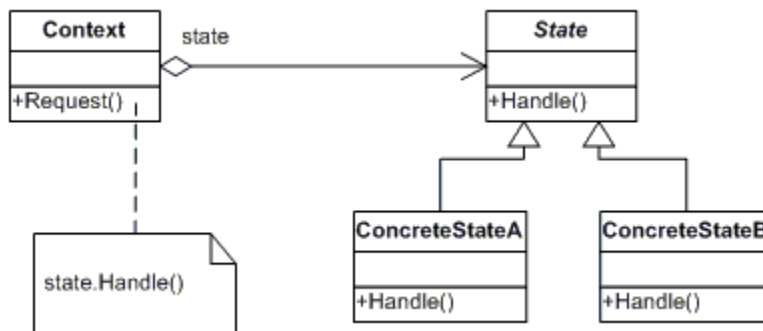 Context
state
State
+Request()
+Handle()
state.Handle()
ConcreteStateA
ConcreteStateB
+Handle()
+Handle()